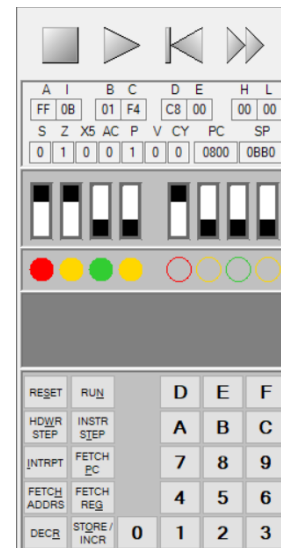 A I B C D E H L
FF 0B 01 F4 C8 00 00 00
S Z X5 AC P V CY PC SP
0 1 0 0 1 0 0 0800 0BB0
RESET RUN D E F
HDWR INSTR
STEP STEP A B C
INTRPT FETCH
PC 7 8 9
FETCH FETCH
ADDRS REG 4 5 6
DECR STORE /
INCR 0 1 2 3